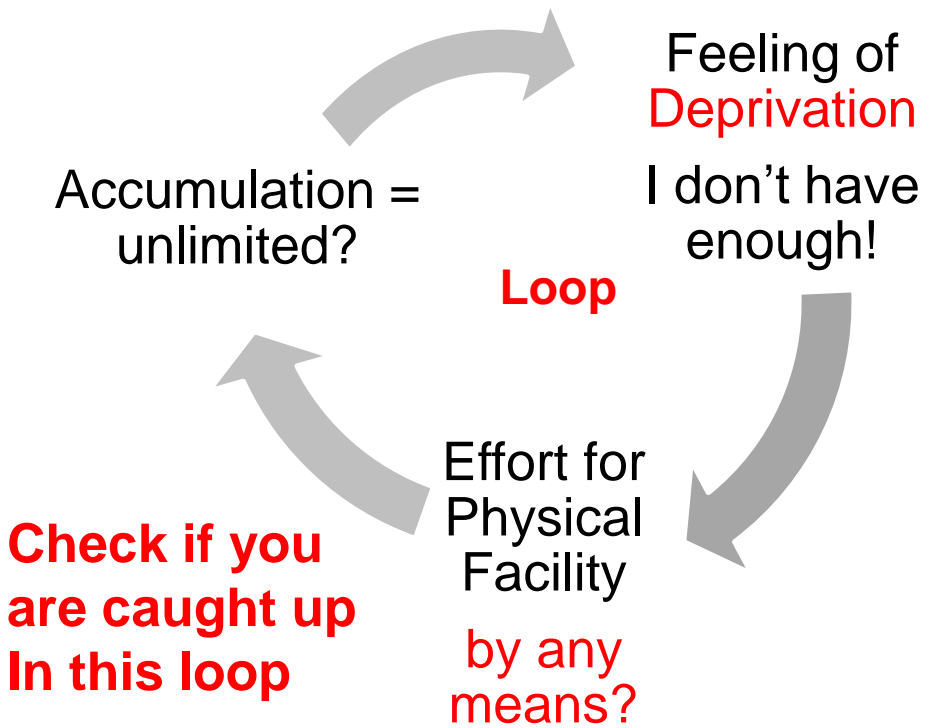 Feeling of
Deprivation
I don’t have
enough!
Accumulation =
unlimited?
Loop
Effort for
Physical
Facility
by any
means?
Check if you
are caught up
In this loop